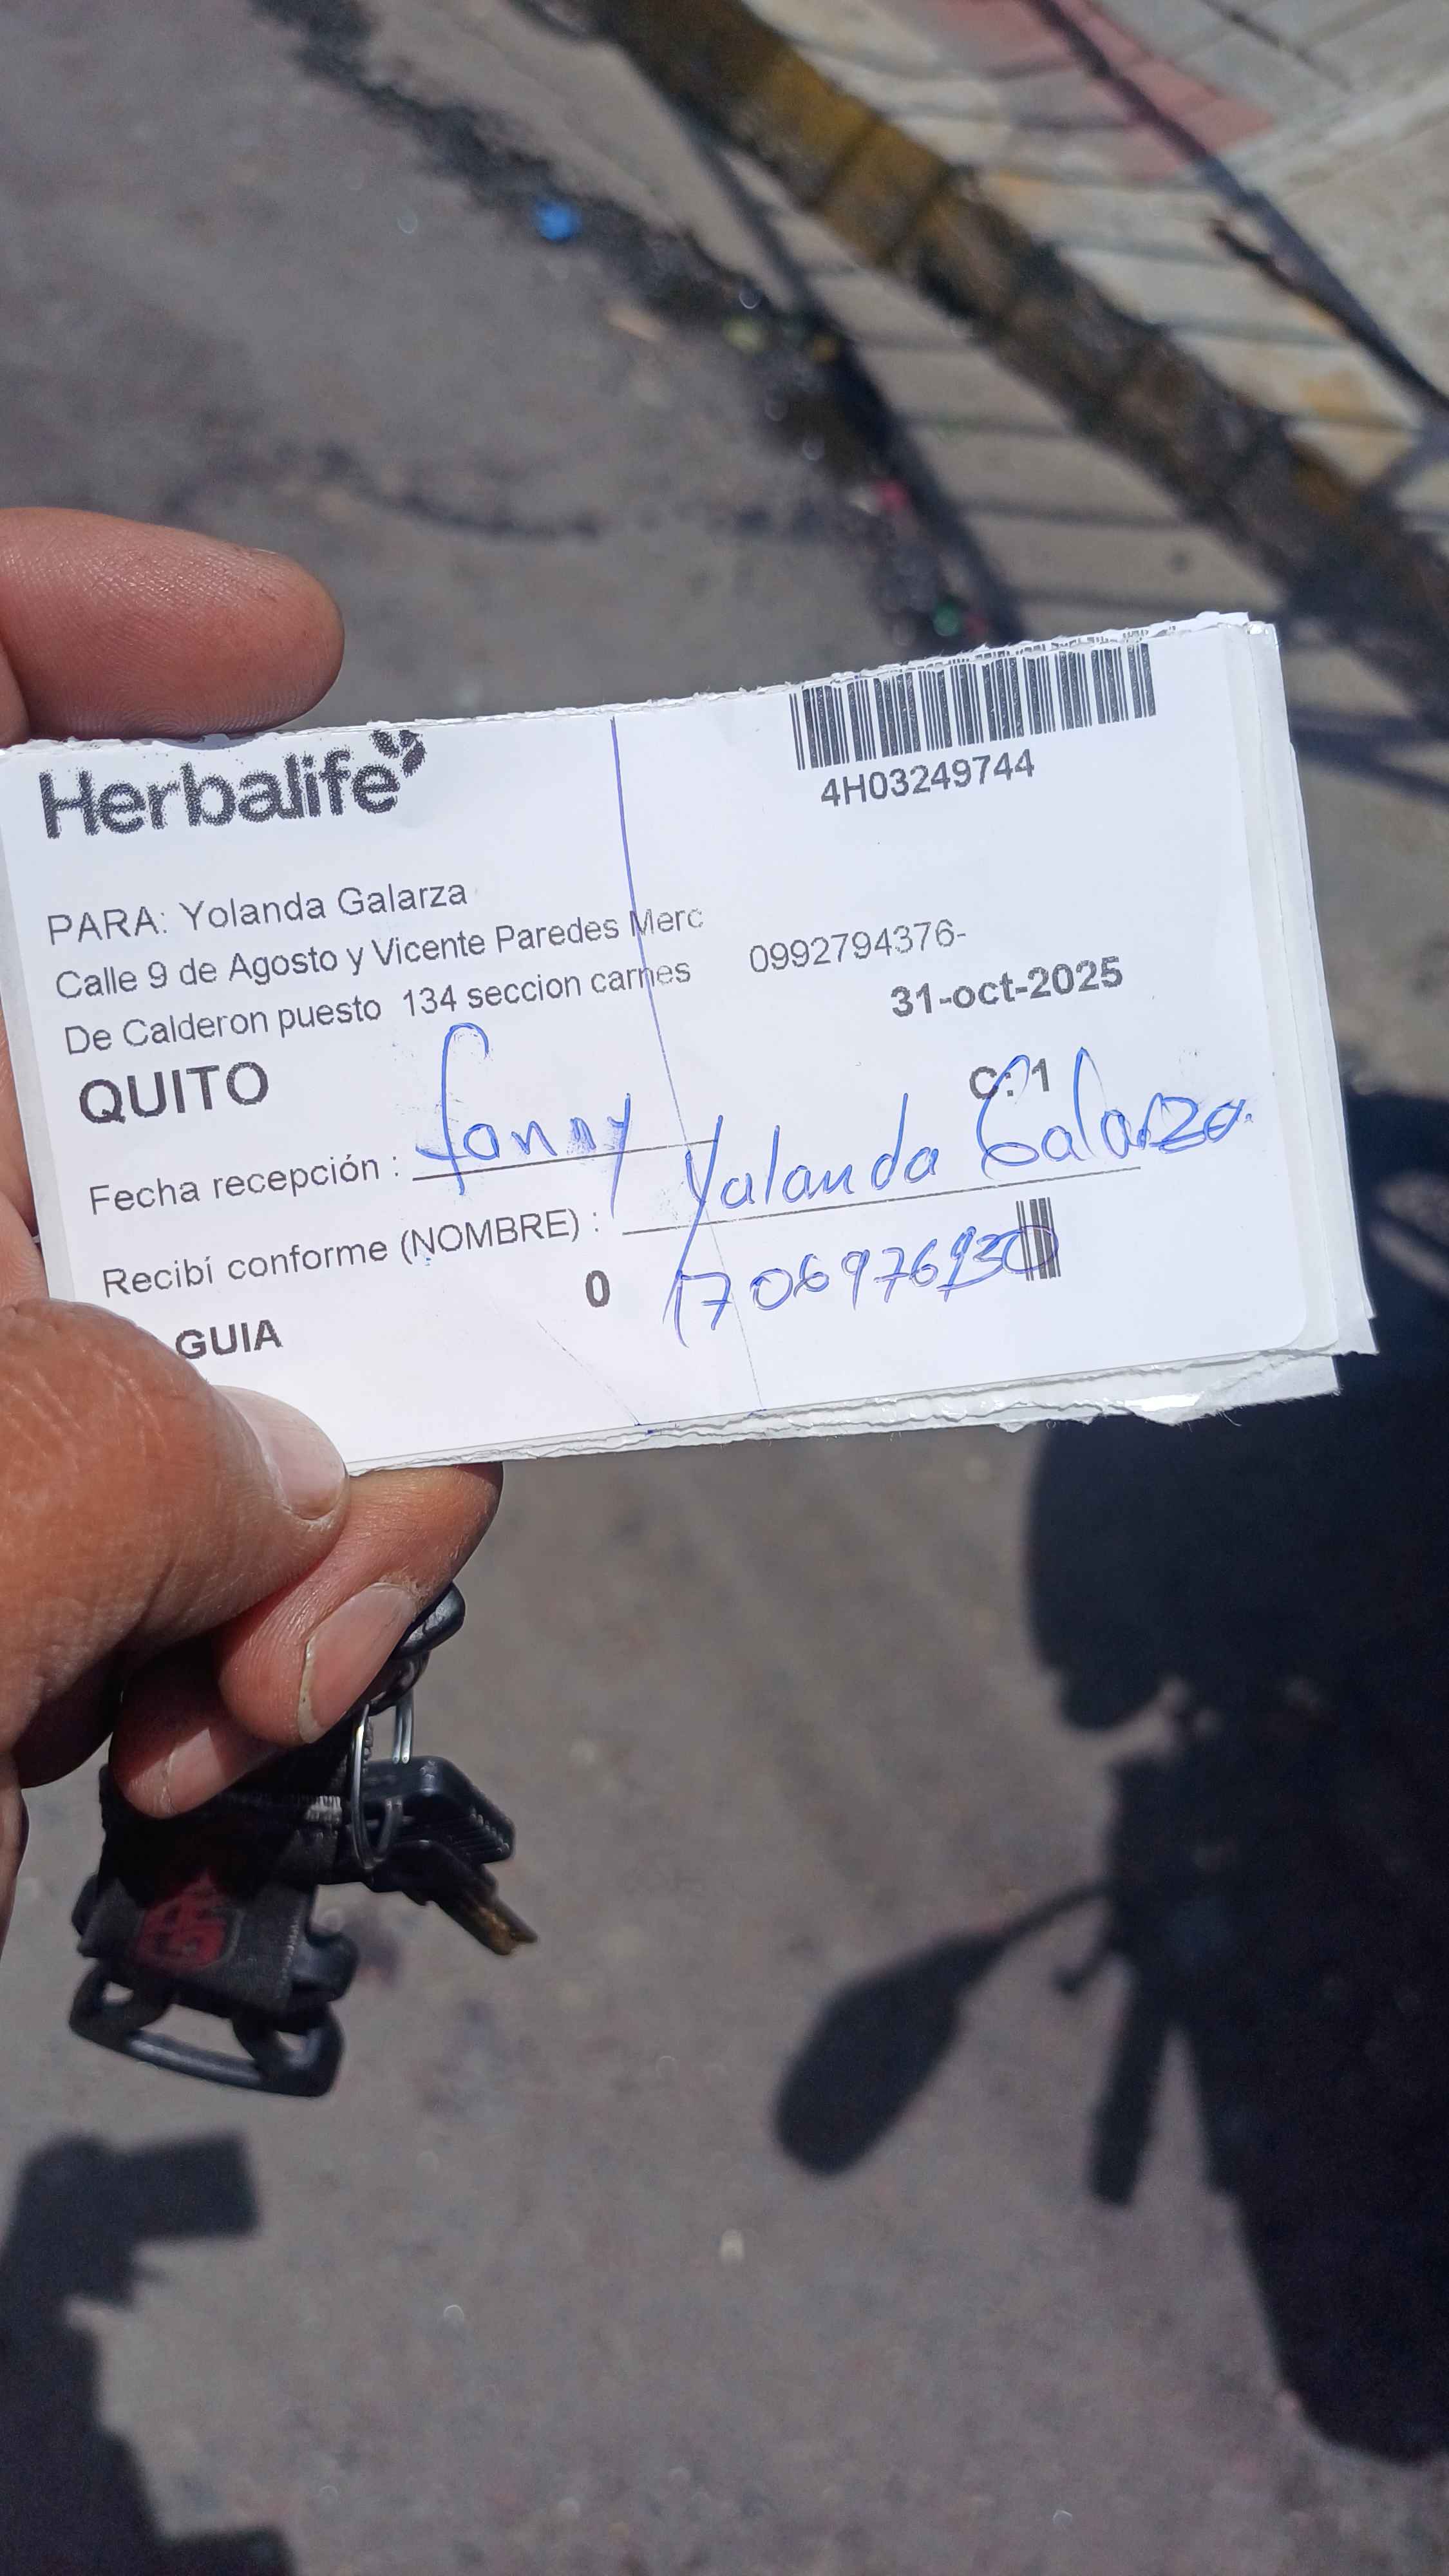 Herbalife
4H03249744
PARA: Yolanda Galarza
Calle 9 de Agosto y Vicente Paredes Merc
0992794376-
De Calderon puesto 134 seccion carnes
31-oct-2025
QUITO
C: 1
Fecha recepción : fanny Yolanda Galarza.
Recibí conforme (NOMBRE) :
0
GUIA